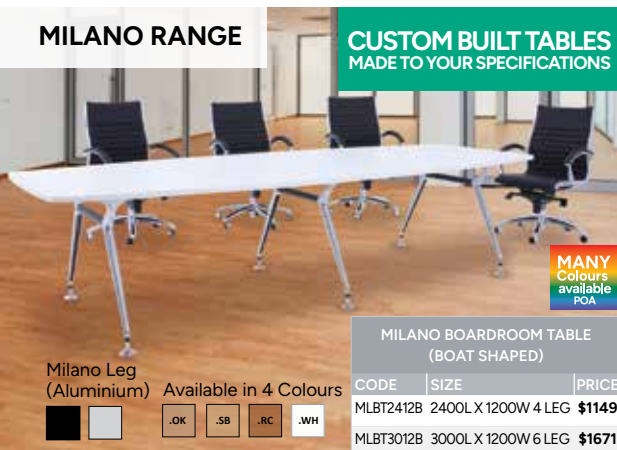 MILANO RANGE
CUSTOM BUILT TABLES
MADE TO YOUR SPECIFICATIONS
MANY
Colours
available
POA
Milano Leg
(Aluminium)
Available in 4 Colours
.OK .SB .RC .WH
MILANO BOARDROOM TABLE
(BOAT SHAPED)
CODE SIZE PRICE
MLBT2412B 2400L X 1200W 4 LEG $1149
MLBT3012B 3000L X 1200W 6 LEG $1671